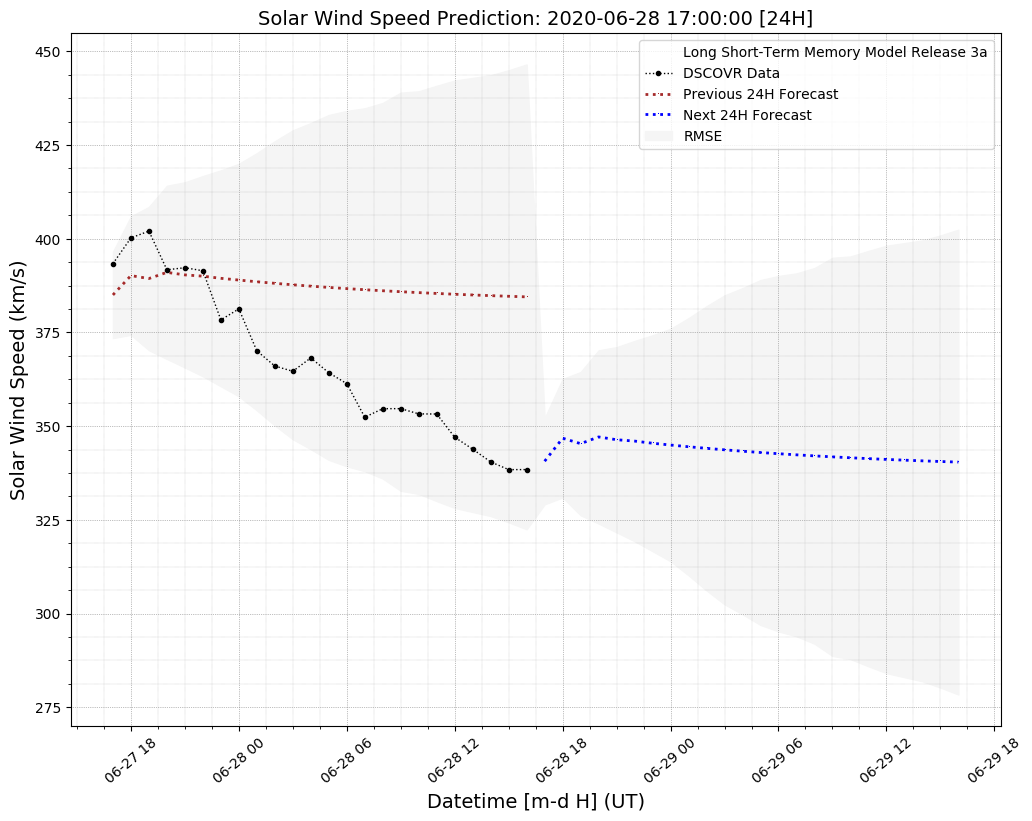 Solar Wind Speed Prediction: 2020-06-28 17:00:00 [24H]
Long Short-Term Memory Model Release 3a
DSCOVR Data
Previous 24H Forecast
Next 24H Forecast
RMSE
Solar Wind Speed (km/s)
450
425
400
375
350
325
300
275
06-27 18
06-28 00
06-28 06
06-28 12
06-28 18
06-29 00
06-29 06
06-29 12
06-29 18
Datetime [m-d H] (UT)